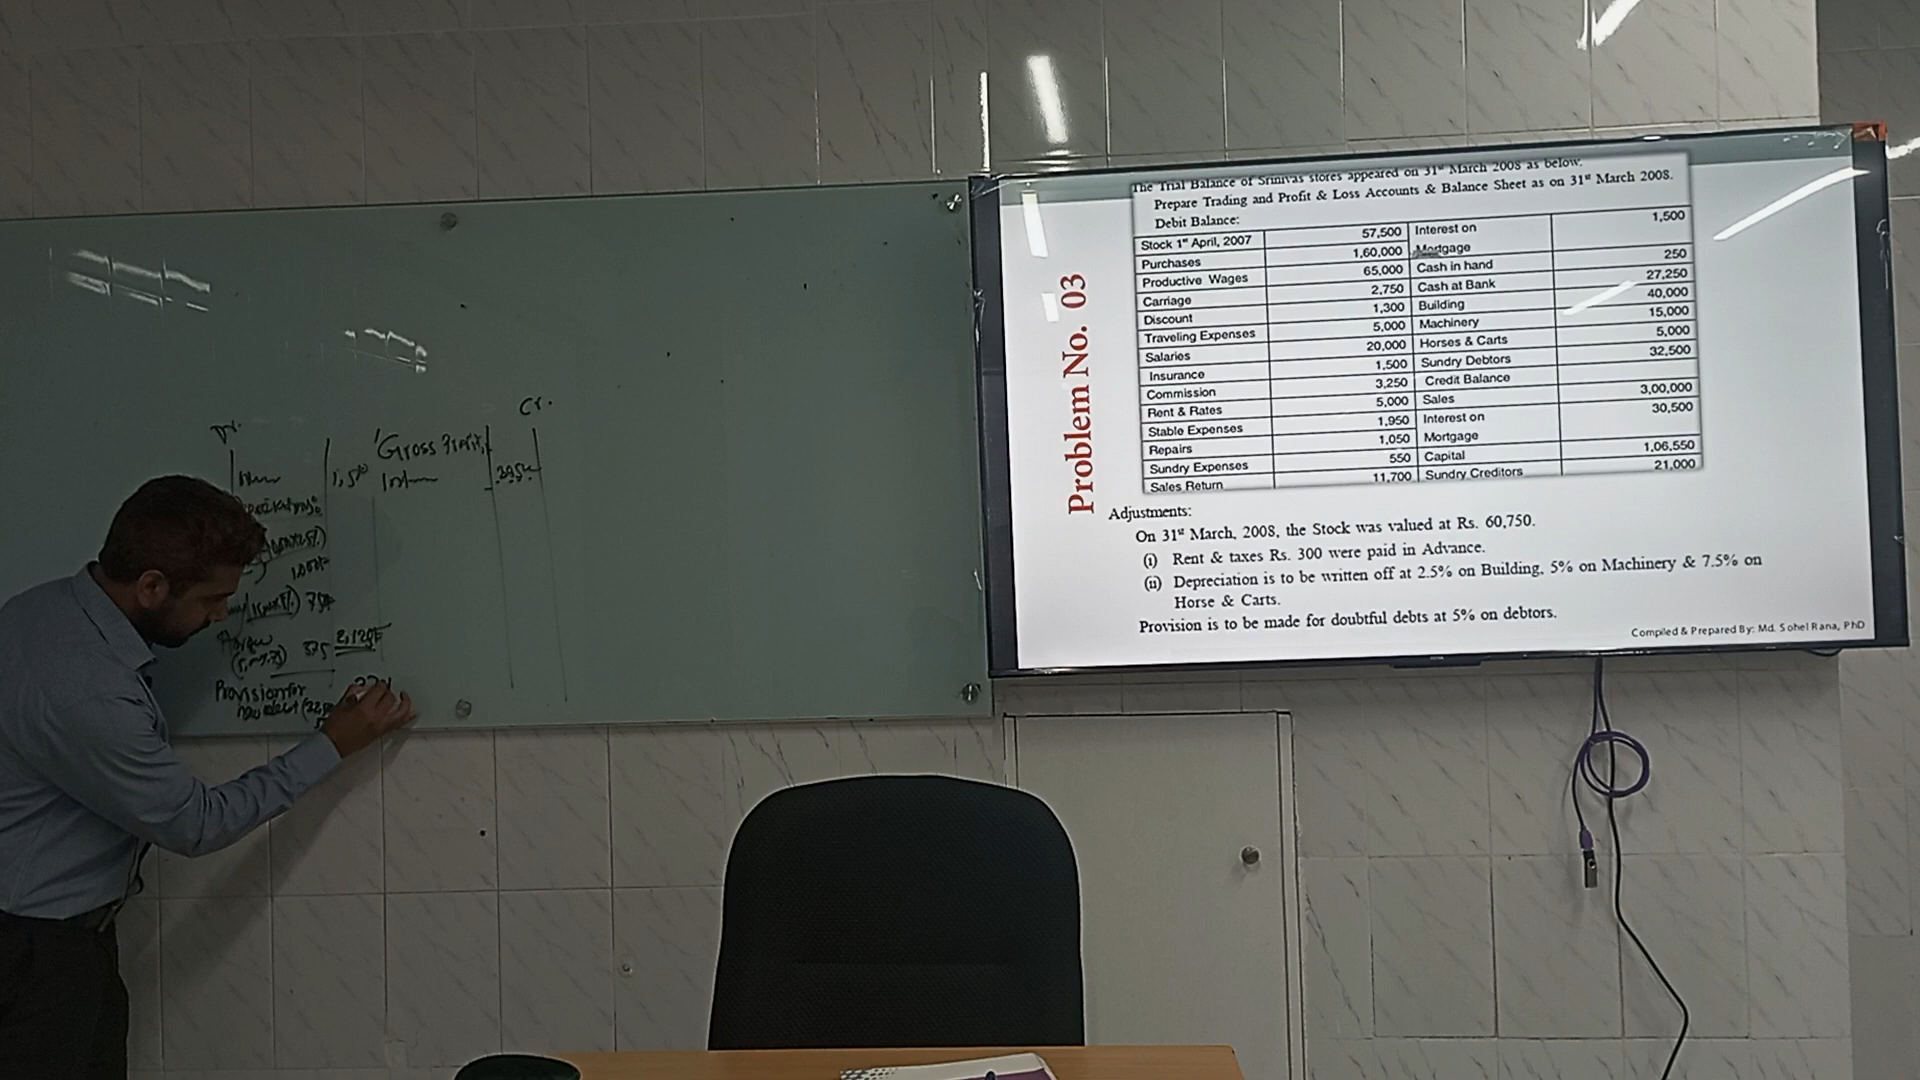 Dr.
Cr.
Gross Profit
1,500
375
Provision for
Problem No. 03
The Trial Balance of Srinivas stores appeared on 31st March 2008 as below.
Prepare Trading and Profit & Loss Accounts & Balance Sheet as on 31st March 2008.
Debit Balance:
Stock 1st April, 2007 57,500 Interest on 1,500
Purchases 1,60,000 Mortgage
Productive Wages 65,000 Cash in hand 250
Carriage 2,750 Cash at Bank 27,250
Discount 1,300 Building 40,000
Traveling Expenses 5,000 Machinery 15,000
Salaries 20,000 Horses & Carts 5,000
Insurance 1,500 Sundry Debtors 32,500
Commission 3,250 Credit Balance
Rent & Rates 5,000 Sales 3,00,000
Stable Expenses 1,950 Interest on 30,500
Repairs 1,050 Mortgage
Sundry Expenses 550 Capital 1,06,550
Sales Return 11,700 Sundry Creditors 21,000
Adjustments:
On 31st March, 2008, the Stock was valued at Rs. 60,750.
(i) Rent & taxes Rs. 300 were paid in Advance.
(ii) Depreciation is to be written off at 2.5% on Building, 5% on Machinery & 7.5% on
Horse & Carts.
Provision is to be made for doubtful debts at 5% on debtors.
Compiled & Prepared By: Md. Sohel Rana, PhD